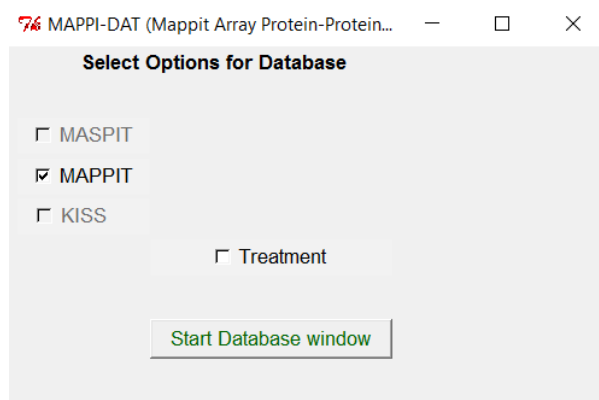 MAPPI-DAT (Mappit Array Protein-Protein...
Select Options for Database
MASPIT
MAPPIT
KISS
Treatment
Start Database window